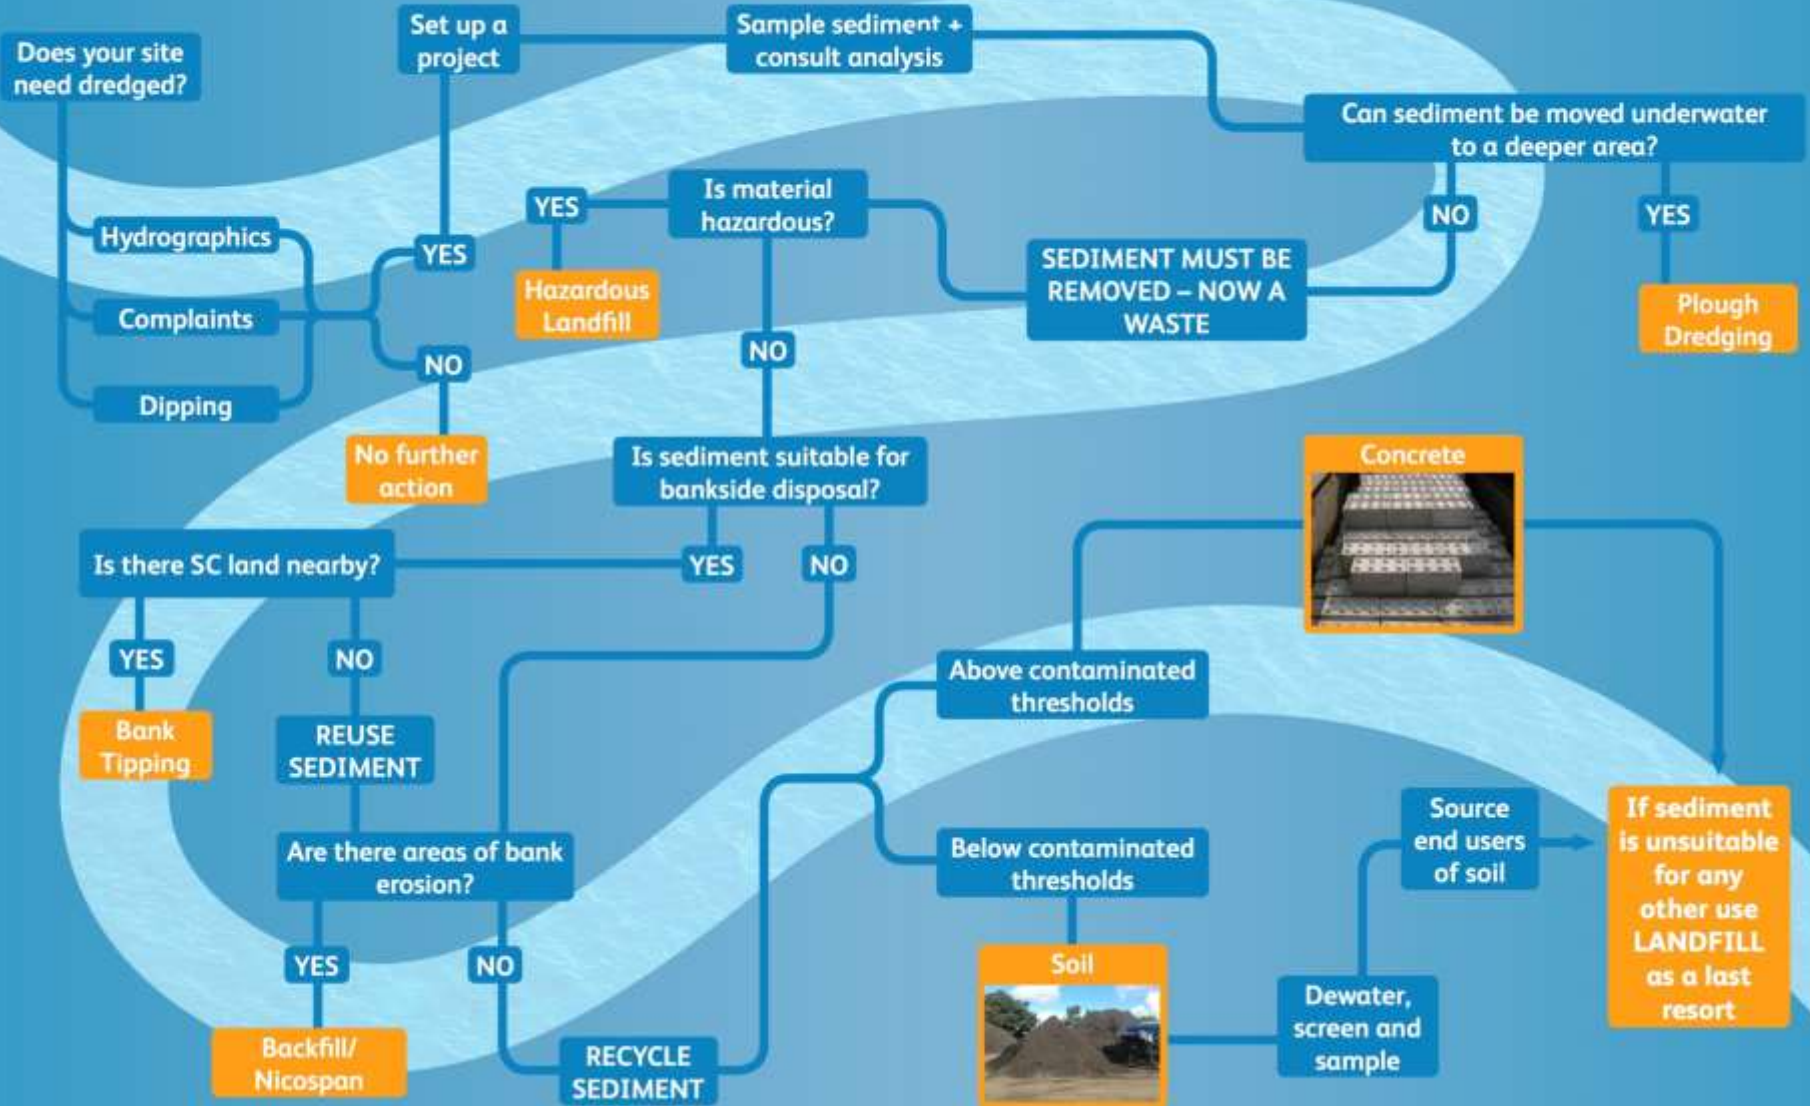 Does your site
need dredged?
Set up a
project
Sample sediment +
consult analysis
Can sediment be moved underwater
to a deeper area?
Hydrographics
Complaints
Dipping
YES
NO
No further
action
YES
Hazardous
Landfill
Is material
hazardous?
NO
SEDIMENT MUST BE
REMOVED – NOW A
WASTE
NO
YES
Plough
Dredging
Is sediment suitable for
bankside disposal?
YES
NO
Is there SC land nearby?
YES
NO
Bank
Tipping
REUSE
SEDIMENT
Are there areas of bank
erosion?
YES
NO
Backfill/
Nicospan
RECYCLE
SEDIMENT
Above contaminated
thresholds
Concrete
Below contaminated
thresholds
Soil
Dewater,
screen and
sample
Source
end users
of soil
If sediment
is unsuitable
for any
other use
LANDFILL
as a last
resort